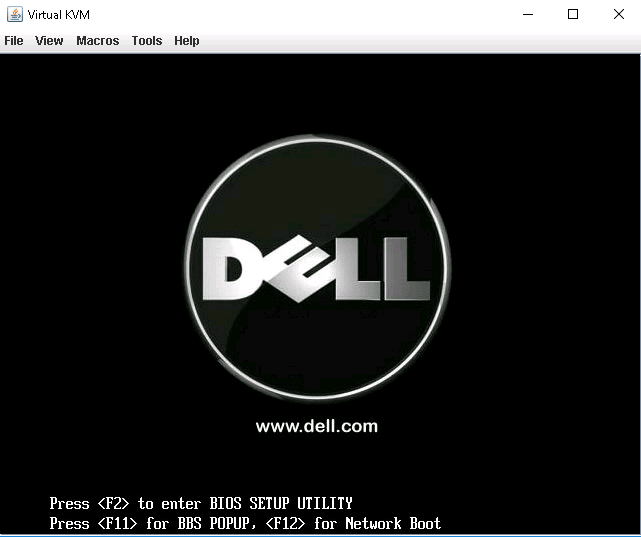 Virtual KVM
File View Macros Tools Help
DELL
www.dell.com
Press <F2> to enter BIOS SETUP UTILITY
Press <F11> for BBS POPUP, <F12> for Network Boot